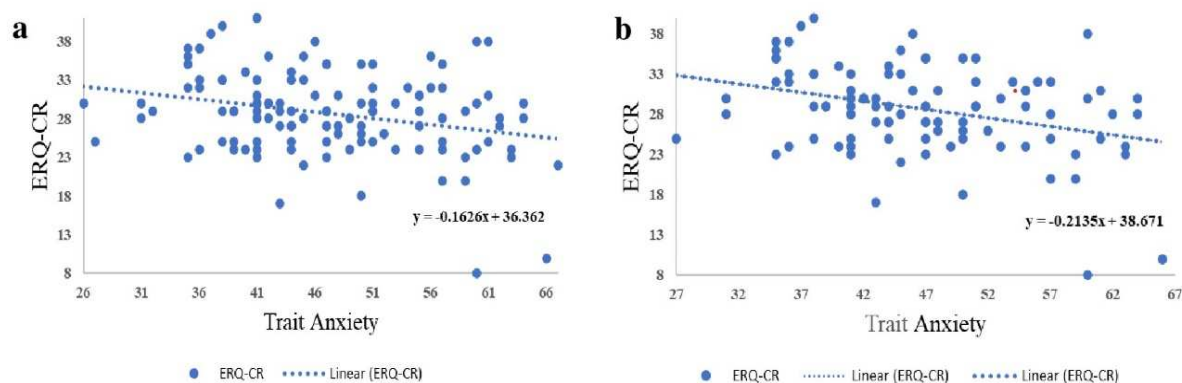 a
38
33
28
23
18
13
8
ERQ-CR
y = -0.1626x + 36.362
26 31 36 41 46 51 56 61 66
Trait Anxiety
ERQ-CR Linear (ERQ-CR)
b
38
33
28
23
18
13
8
ERQ-CR
y = -0.2135x + 38.671
27 32 37 42 47 52 57 62 67
Trait Anxiety
ERQ-CR Linear (ERQ-CR) Linear (ERQ-CR)